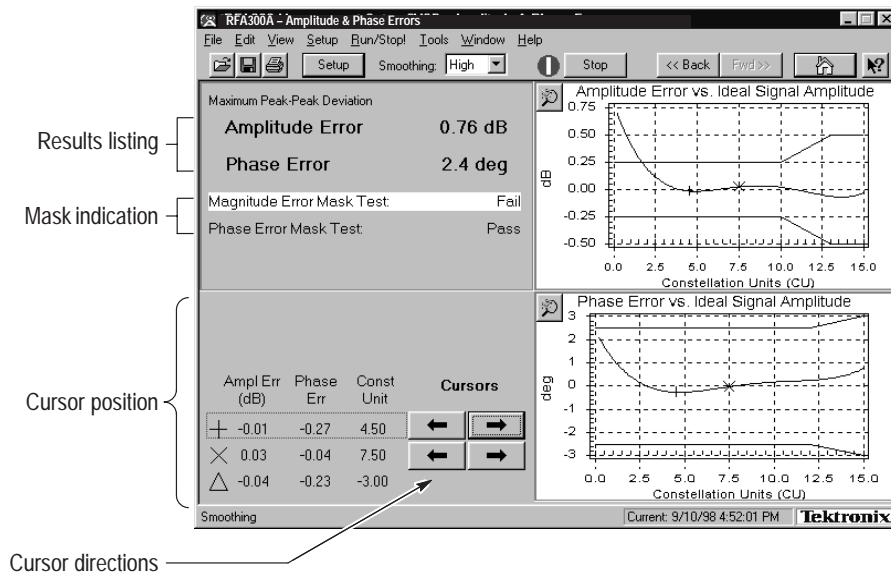 RFA300A – Amplitude & Phase Errors
File Edit View Setup Run/Stop! Tools Window Help
Setup Smoothing: High Stop << Back Fwd >>
Maximum Peak-Peak Deviation
Results listing
Amplitude Error 0.76 dB
Phase Error 2.4 deg
Mask indication
Magnitude Error Mask Test: Fail
Phase Error Mask Test: Pass
Amplitude Error vs. Ideal Signal Amplitude
0.75
0.50
0.25
0.00
-0.25
-0.50
dB
0.0 2.5 5.0 7.5 10.0 12.5 15.0
Constellation Units (CU)
Phase Error vs. Ideal Signal Amplitude
3
2
1
0
-1
-2
-3
deg
0.0 2.5 5.0 7.5 10.0 12.5 15.0
Constellation Units (CU)
Cursor position
Ampl Err Phase Const
(dB) Err Unit
Cursors
+ -0.01 -0.27 4.50
× 0.03 -0.04 7.50
△ -0.04 -0.23 -3.00
Smoothing
Current: 9/10/98 4:52:01 PM
Tektronix
Cursor directions